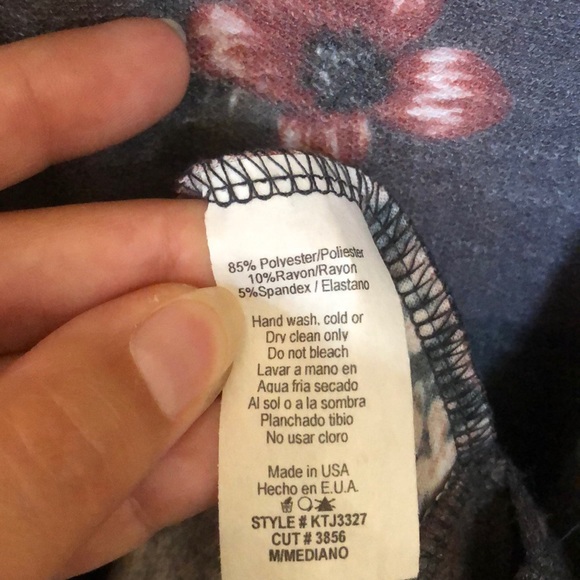 85% Polyester/Poliester
10%Rayon/Rayon
5%Spandex / Elastano
Hand wash, cold or
Dry clean only
Do not bleach
Lavar a mano en
Agua fria secado
Al sol o a la sombra
Planchado tibio
No usar cloro
Made in USA
Hecho en E.U.A.
STYLE # KTJ3327
CUT # 3856
M/MEDIANO